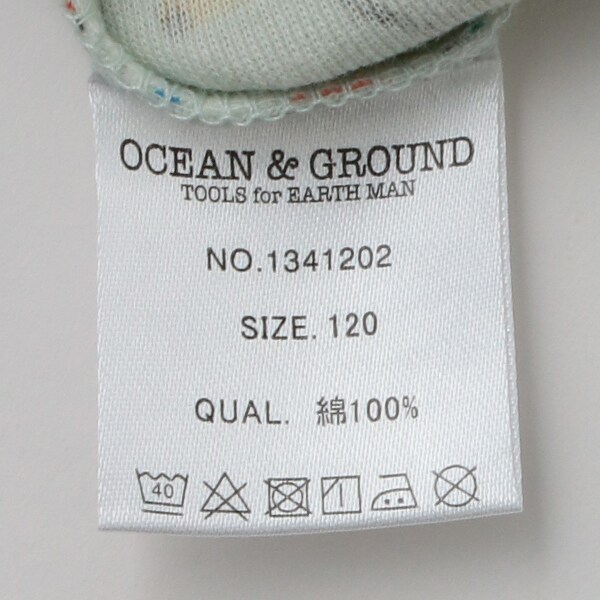 OCEAN & GROUND
TOOLS for EARTH MAN
NO.1341202
SIZE. 120
QUAL. 綿100%
40